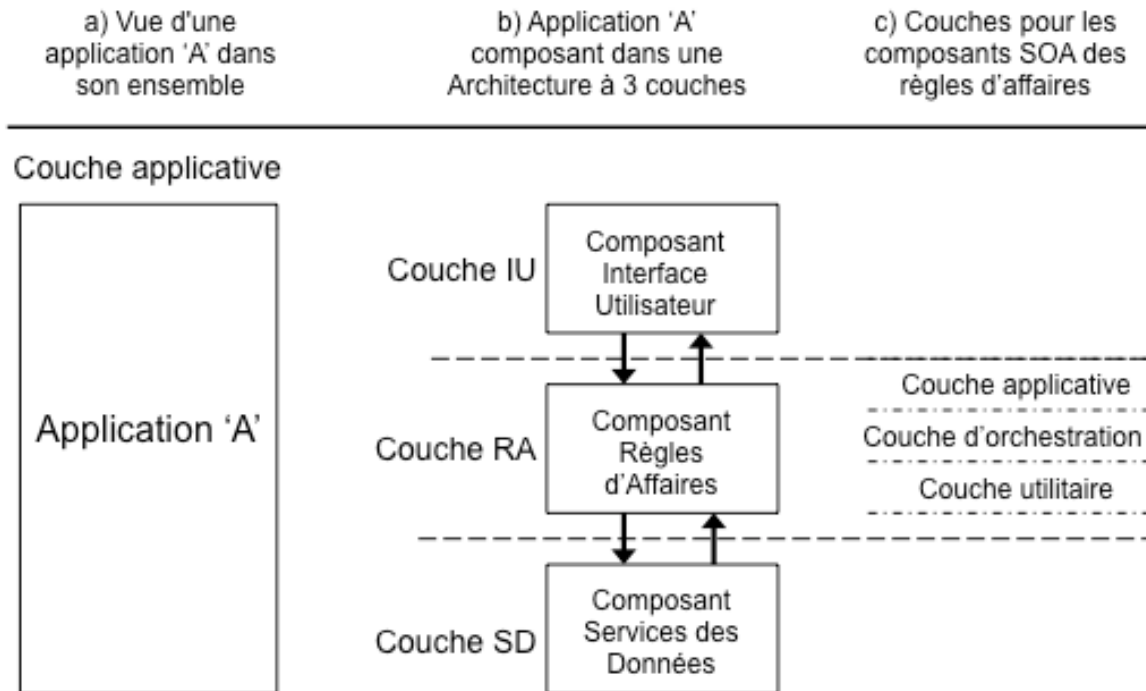 a) Vue d'une
application ‘A’ dans
son ensemble
b) Application ‘A’
composant dans une
Architecture à 3 couches
c) Couches pour les
composants SOA des
règles d’affaires
Couche applicative
Application ‘A’
Couche IU
Composant
Interface
Utilisateur
Couche RA
Composant
Règles
d’Affaires
Couche applicative
Couche d’orchestration
Couche utilitaire
Couche SD
Composant
Services des
Données